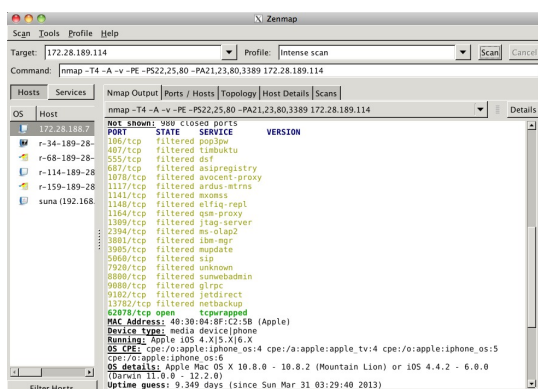 Zenmap
Scan Tools Profile Help
Target: 172.28.189.114 Profile: Intense scan Scan Cancel
Command: nmap -T4 -A -v -PE -PS22,25,80 -PA21,23,80,3389 172.28.189.114
Hosts Services Nmap Output Ports / Hosts Topology Host Details Scans
OS Host
172.28.188.7
r-34-189-28-
r-68-189-28-
r-114-189-28
r-159-189-28
suna (192.168.
Filter Hosts
nmap -T4 -A -v -PE -PS22,25,80 -PA21,23,80,3389 172.28.189.114 Details
Not shown: 980 closed ports
PORT STATE SERVICE VERSION
106/tcp filtered pop3pw
407/tcp filtered timbuktu
555/tcp filtered dsf
687/tcp filtered asipregistry
1078/tcp filtered avocent-proxy
1117/tcp filtered ardus-mtrns
1141/tcp filtered mxomss
1148/tcp filtered elfiq-repl
1164/tcp filtered qsm-proxy
1309/tcp filtered jtag-server
2394/tcp filtered ms-olap2
3801/tcp filtered ibm-mgr
3905/tcp filtered mupdate
5060/tcp filtered sip
7920/tcp filtered unknown
8800/tcp filtered sunwebadmin
9080/tcp filtered glrpc
9102/tcp filtered jetdirect
13782/tcp filtered netbackup
62078/tcp open tcpwrapped
MAC Address: 40:30:04:8F:C2:5B (Apple)
Device type: media device|phone
Running: Apple iOS 4.X|5.X|6.X
OS CPE: cpe:/o:apple:iphone_os:4 cpe:/a:apple:apple_tv:4 cpe:/o:apple:iphone_os:5
cpe:/o:apple:iphone_os:6
OS details: Apple Mac OS X 10.8.0 - 10.8.2 (Mountain Lion) or iOS 4.4.2 - 6.0.0
(Darwin 11.0.0 - 12.2.0)
Uptime guess: 9.349 days (since Sun Mar 31 03:29:40 2013)